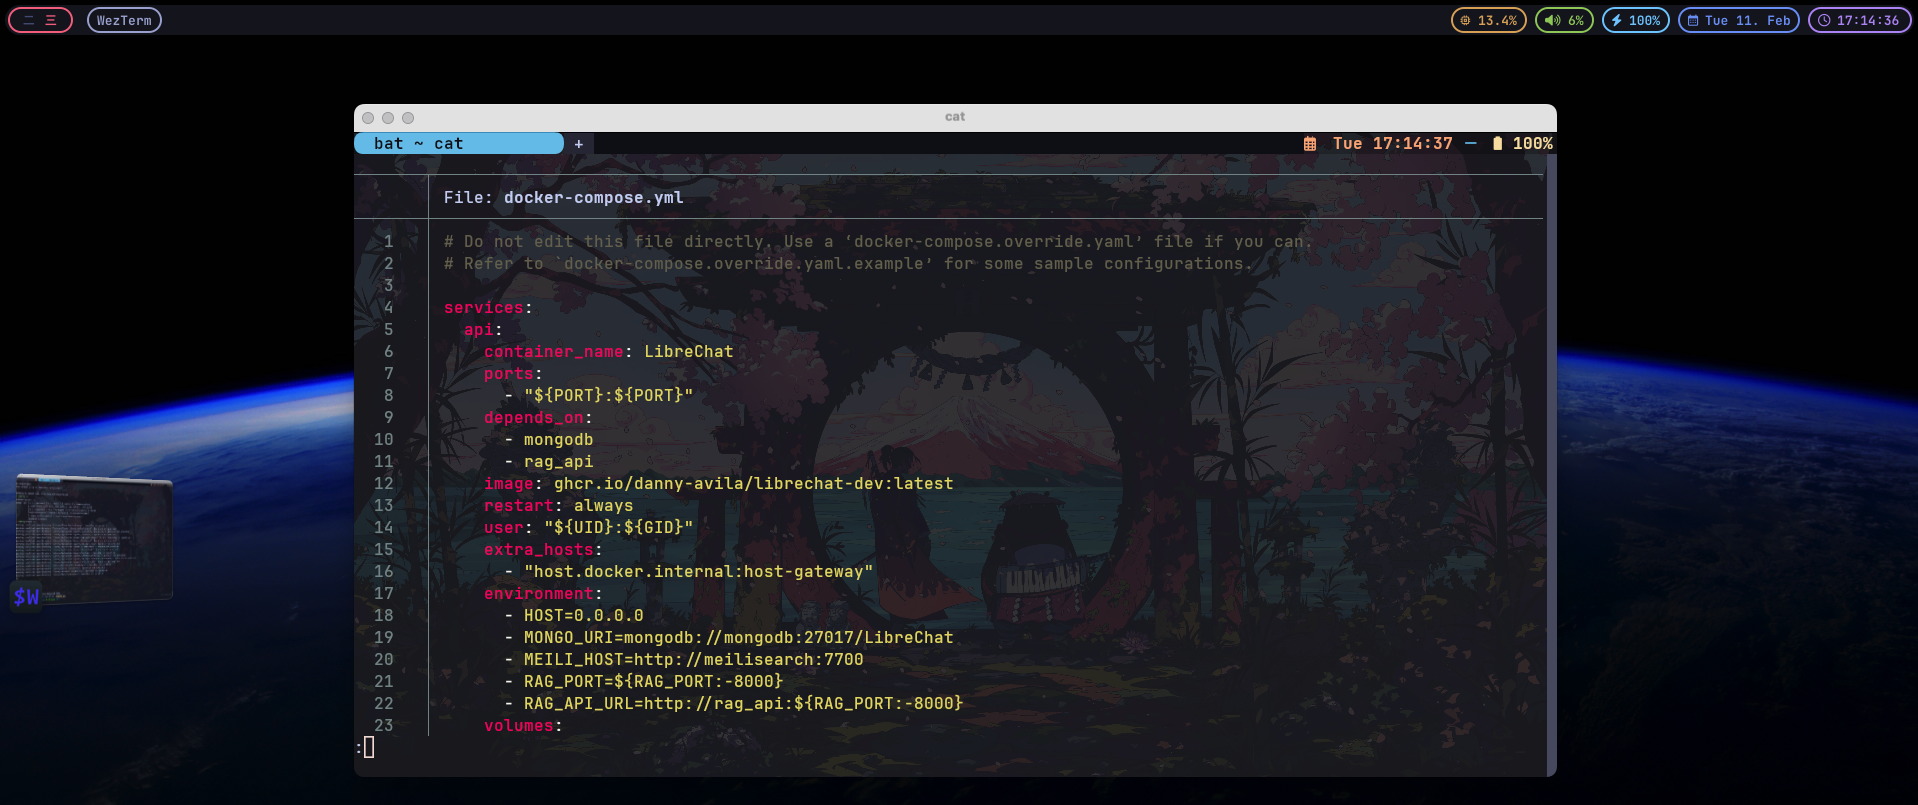 二 三 WezTerm 13.4% 6% 100% Tue 11. Feb 17:14:36
cat
bat ~ cat + Tue 17:14:37 — 100%
File: docker-compose.yml
1 # Do not edit this file directly. Use a ‘docker-compose.override.yaml’ file if you can.
2 # Refer to `docker-compose.override.yaml.example’ for some sample configurations.
3
4 services:
5   api:
6     container_name: LibreChat
7     ports:
8       - "${PORT}:${PORT}"
9     depends_on:
10       - mongodb
11       - rag_api
12     image: ghcr.io/danny-avila/librechat-dev:latest
13     restart: always
14     user: "${UID}:${GID}"
15     extra_hosts:
16       - "host.docker.internal:host-gateway"
17     environment:
18       - HOST=0.0.0.0
19       - MONGO_URI=mongodb://mongodb:27017/LibreChat
20       - MEILI_HOST=http://meilisearch:7700
21       - RAG_PORT=${RAG_PORT:-8000}
22       - RAG_API_URL=http://rag_api:${RAG_PORT:-8000}
23     volumes:
:
$W